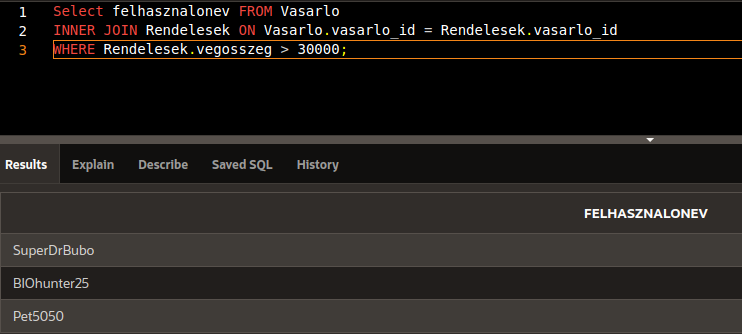 1 Select felhasznalonev FROM Vasarlo
2 INNER JOIN Rendelesek ON Vasarlo.vasarlo_id = Rendelesek.vasarlo_id
3 WHERE Rendelesek.vegosszeg > 30000;
Results Explain Describe Saved SQL History
FELHASZNALONEV
SuperDrBubo
BIOhunter25
Pet5050